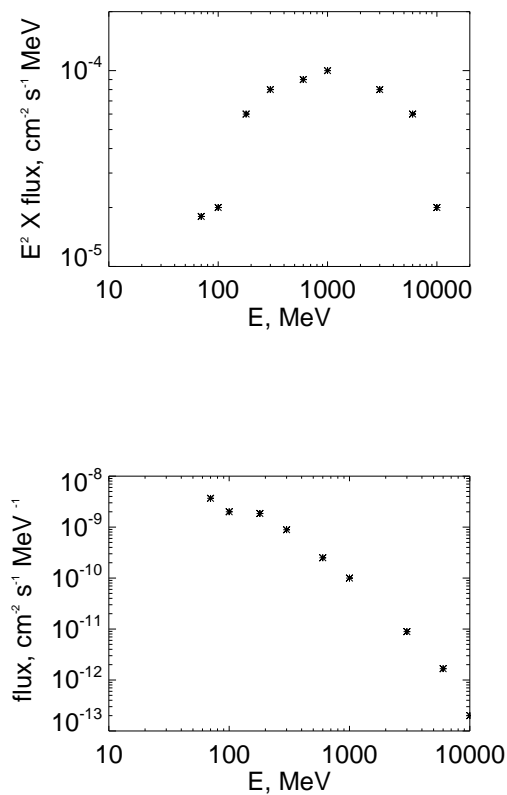 E² X flux, cm⁻² s⁻¹ MeV
10⁻⁴
10⁻⁵
10 100 1000 10000
E, MeV
flux, cm⁻² s⁻¹ MeV⁻¹
10⁻⁸
10⁻⁹
10⁻¹⁰
10⁻¹¹
10⁻¹²
10⁻¹³
10 100 1000 10000
E, MeV